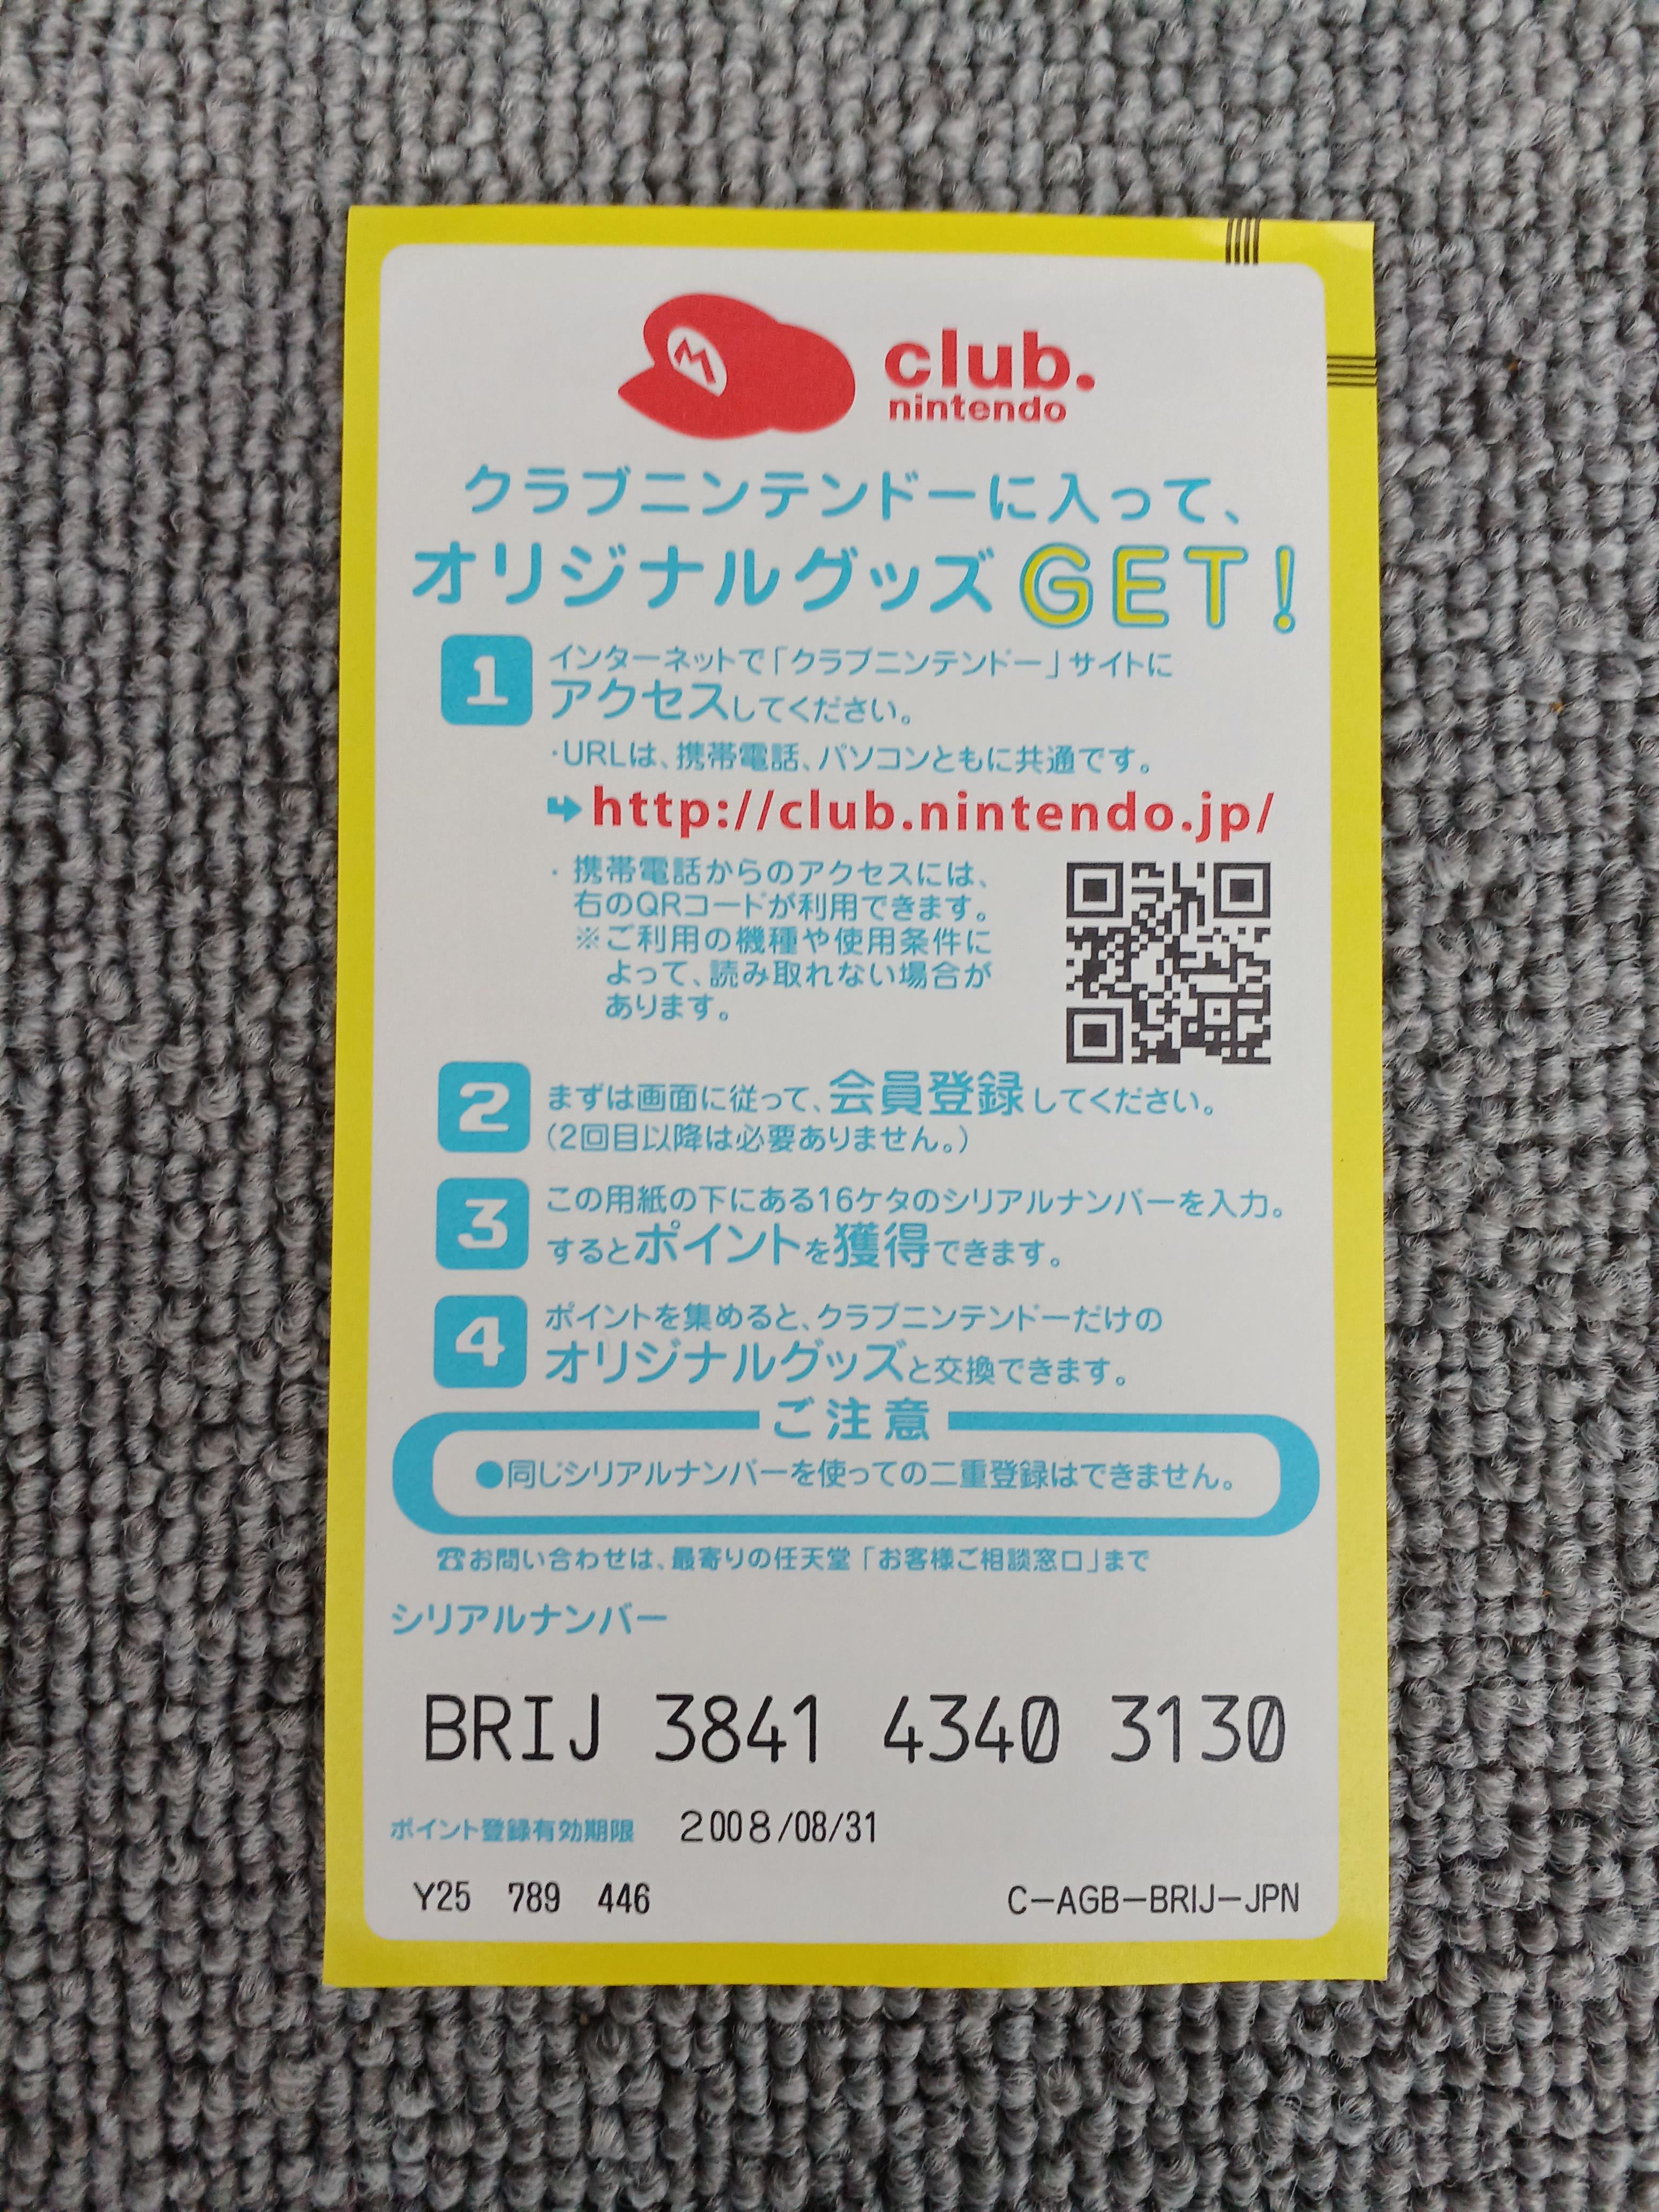 M
club.
nintendo
クラブニンテンドーに入って、
オリジナルグッズGET!
1
インターネットで「クラブニンテンドー」サイトに
アクセスしてください。
・URLは、携帯電話、パソコンともに共通です。
➡http://club.nintendo.jp/
・携帯電話からのアクセスには、
右のQRコードが利用できます。
※ご利用の機種や使用条件に
よって、読み取れない場合が
あります。
2
まずは画面に従って、会員登録してください。
(2回目以降は必要ありません。)
3
この用紙の下にある16ケタのシリアルナンバーを入力。
するとポイントを獲得できます。
4
ポイントを集めると、クラブニンテンドーだけの
オリジナルグッズと交換できます。
ご注意
●同じシリアルナンバーを使っての二重登録はできません。
☎お問い合わせは、最寄りの任天堂「お客様ご相談窓口」まで
シリアルナンバー
BRIJ 3841 4340 3130
ポイント登録有効期限 2008/08/31
Y25 789 446 C-AGB-BRIJ-JPN